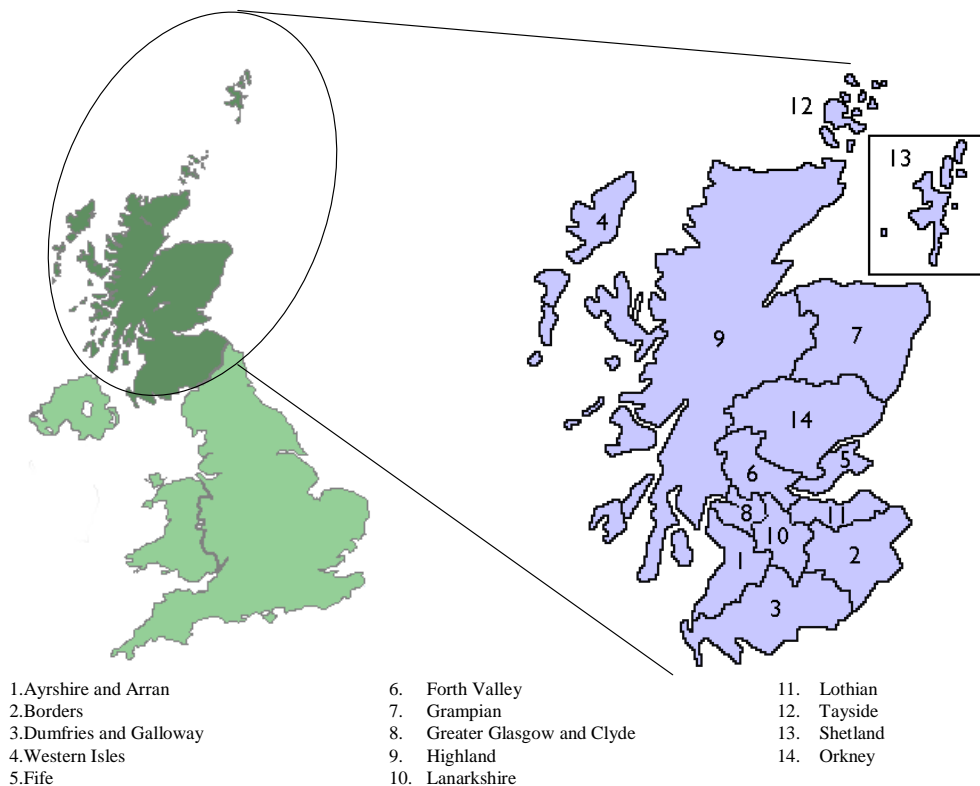 12
13
4
9
7
14
5
6
8
11
10
1
2
3
1.Ayrshire and Arran
2.Borders
3.Dumfries and Galloway
4.Western Isles
5.Fife
6. Forth Valley
7. Grampian
8. Greater Glasgow and Clyde
9. Highland
10. Lanarkshire
11. Lothian
12. Tayside
13. Shetland
14. Orkney